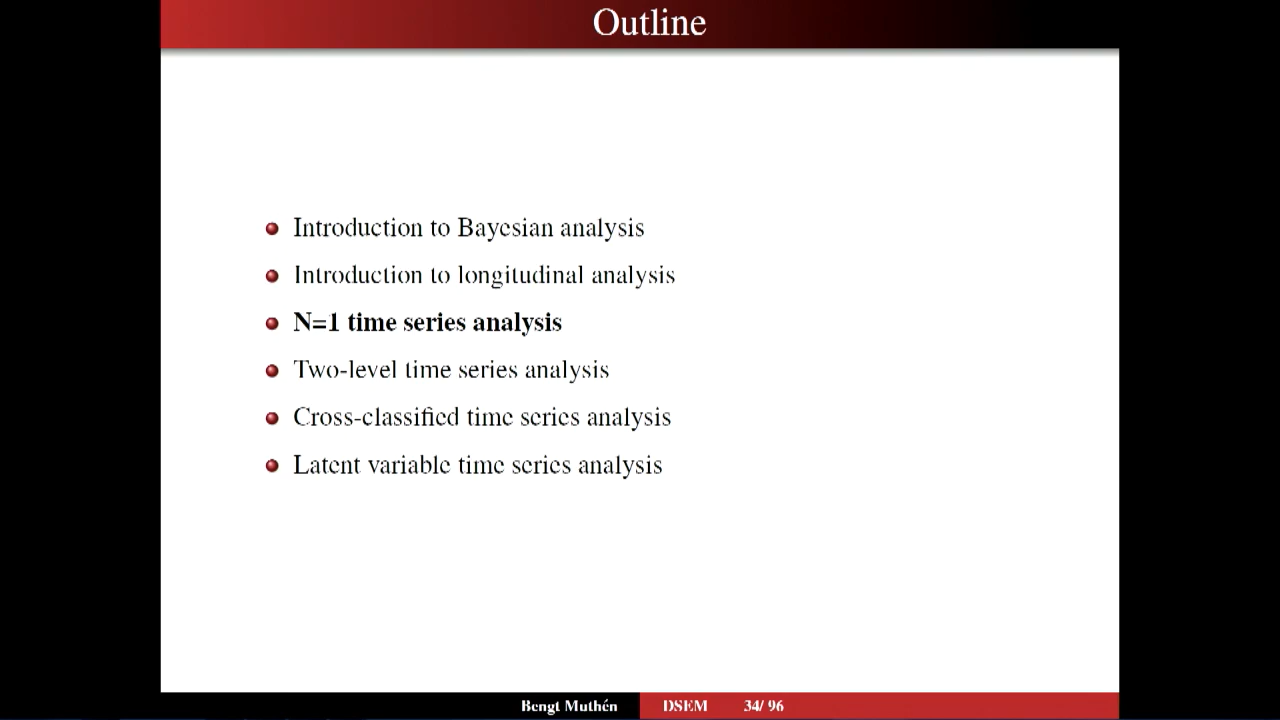 Outline
Introduction to Bayesian analysis
Introduction to longitudinal analysis
N=1 time series analysis
Two-level time series analysis
Cross-classified time series analysis
Latent variable time series analysis
Bengt Muthén DSEM 34/ 96